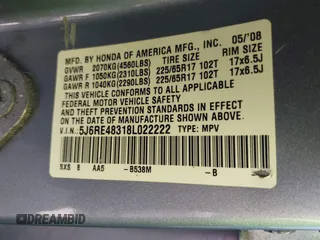 MFD. BY HONDA OF AMERICA MFG., INC. 05/'08
GVWR 2070KG(4560LBS) TIRE SIZE RIM SIZE
GAWR F 1050KG(2310LBS) 225/65R17 102T 17x6.5J
GAWR R 1040KG(2290LBS) 225/65R17 102T 17x6.5J
THIS VEHICLE CONFORMS TO ALL APPLICABLE
FEDERAL MOTOR VEHICLE SAFETY, BUMPER,
AND THEFT PREVENTION STANDARDS IN EFFECT
ON THE DATE OF MANUFACTURE SHOWN ABOVE.
V.I.N. 5J6RE48318L022222 TYPE: MPV
SXS 8 AA5 -B538M -B
DREAMBID